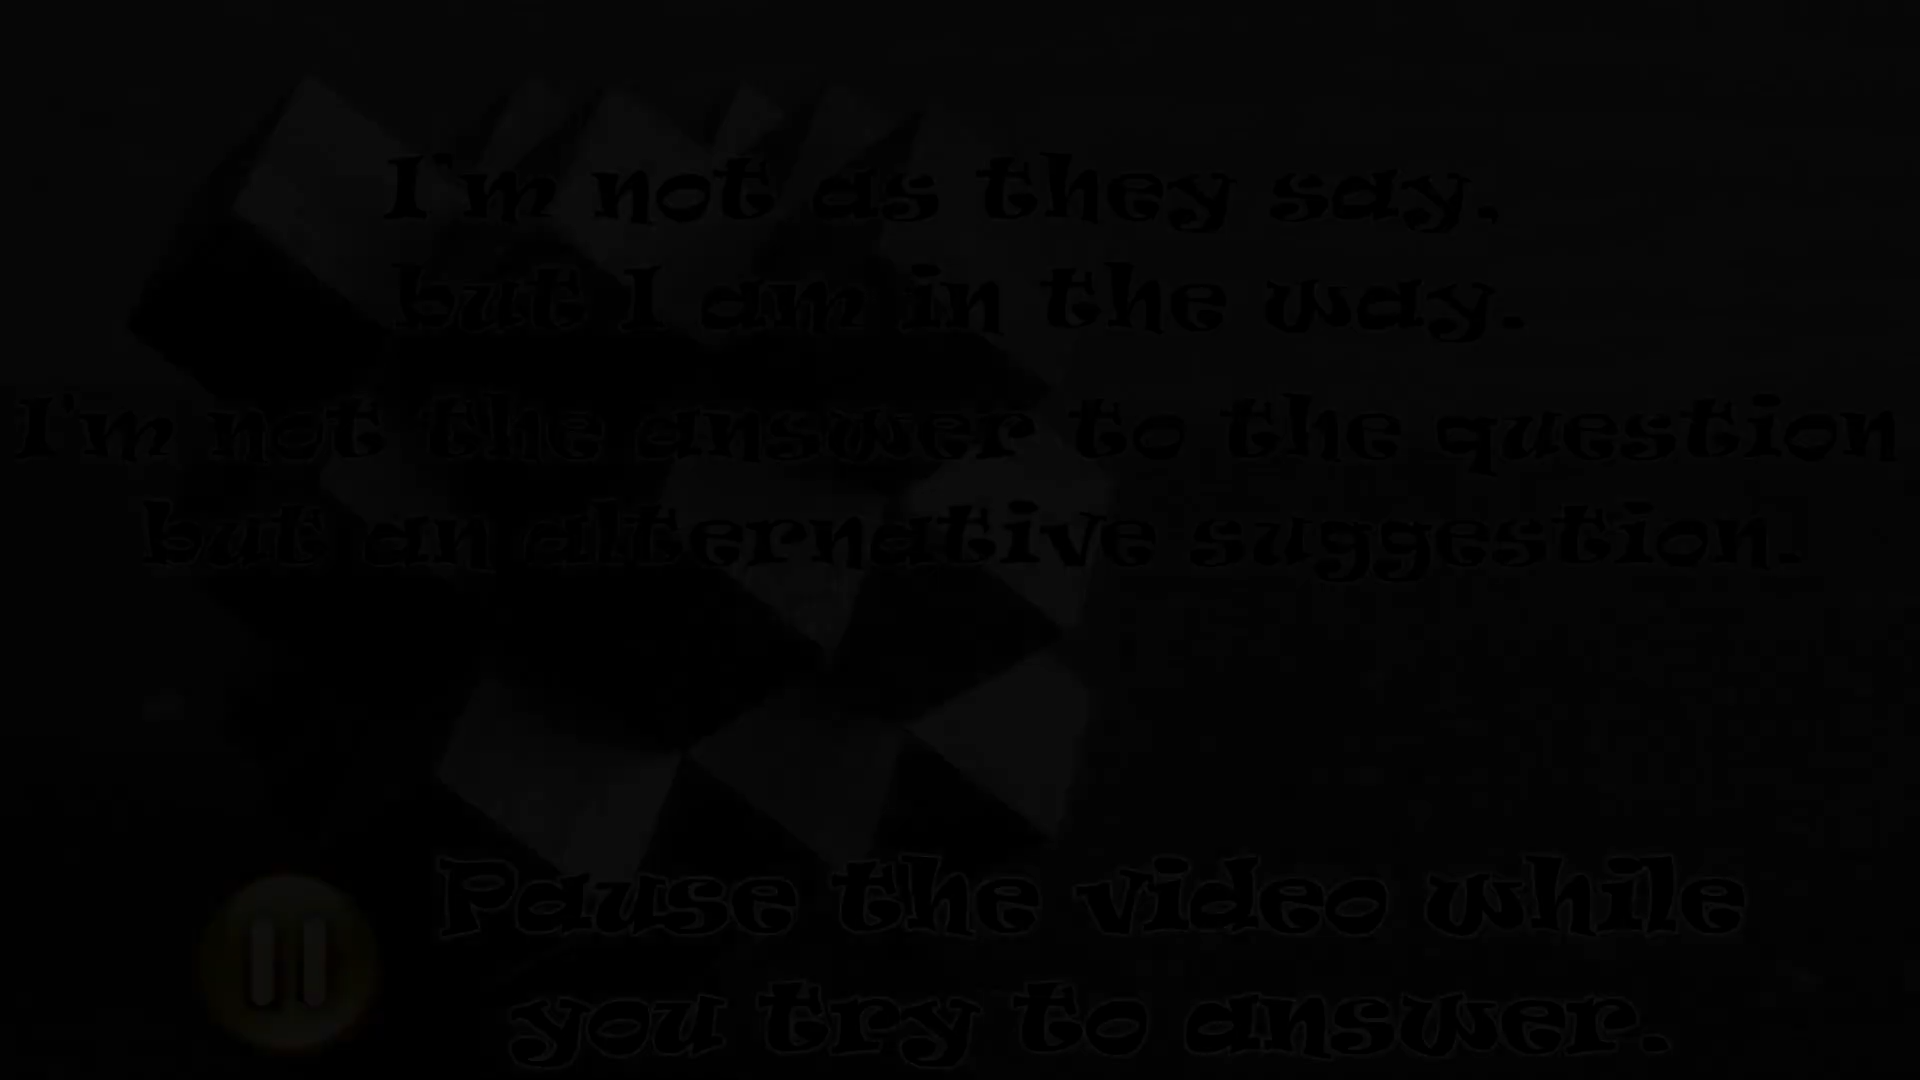 I'm not as they say,
but I am in the way.
I'm not the answer to the question
but an alternative suggestion.
Pause the video while
you try to answer.